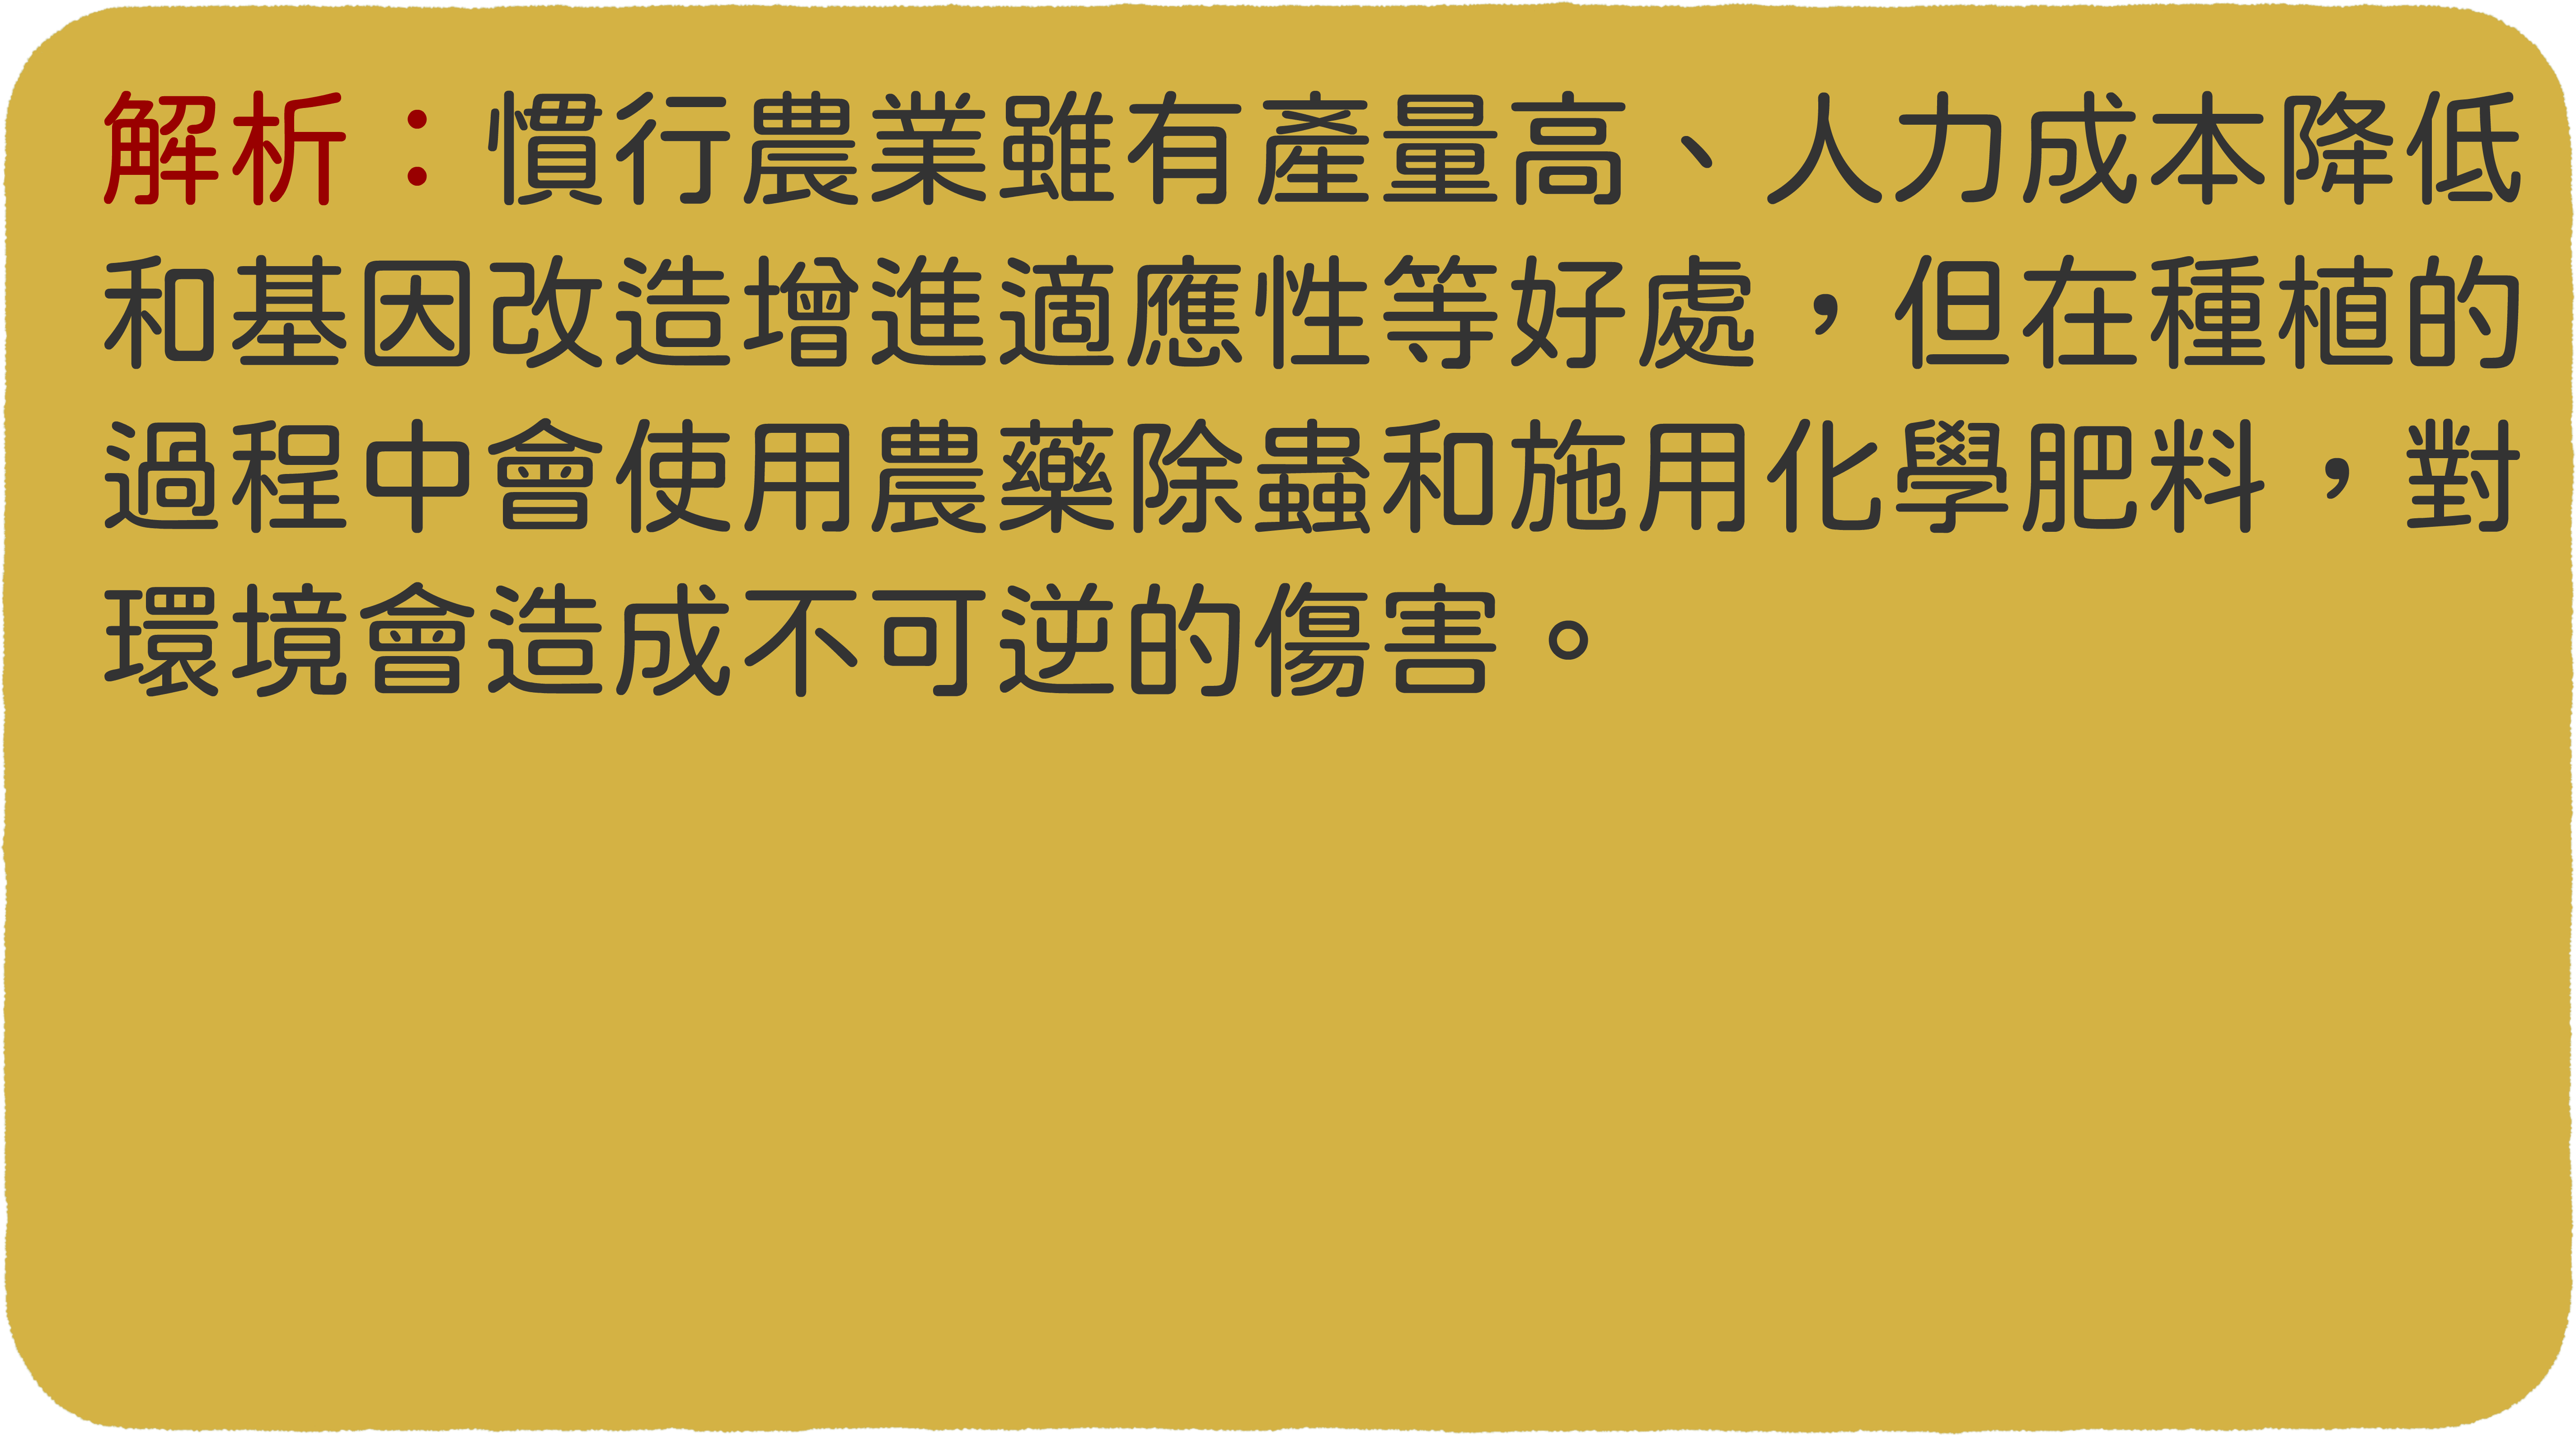 解析：慣行農業雖有產量高、人力成本降低
和基因改造增進適應性等好處，但在種植的
過程中會使用農藥除蟲和施用化學肥料，對
環境會造成不可逆的傷害。